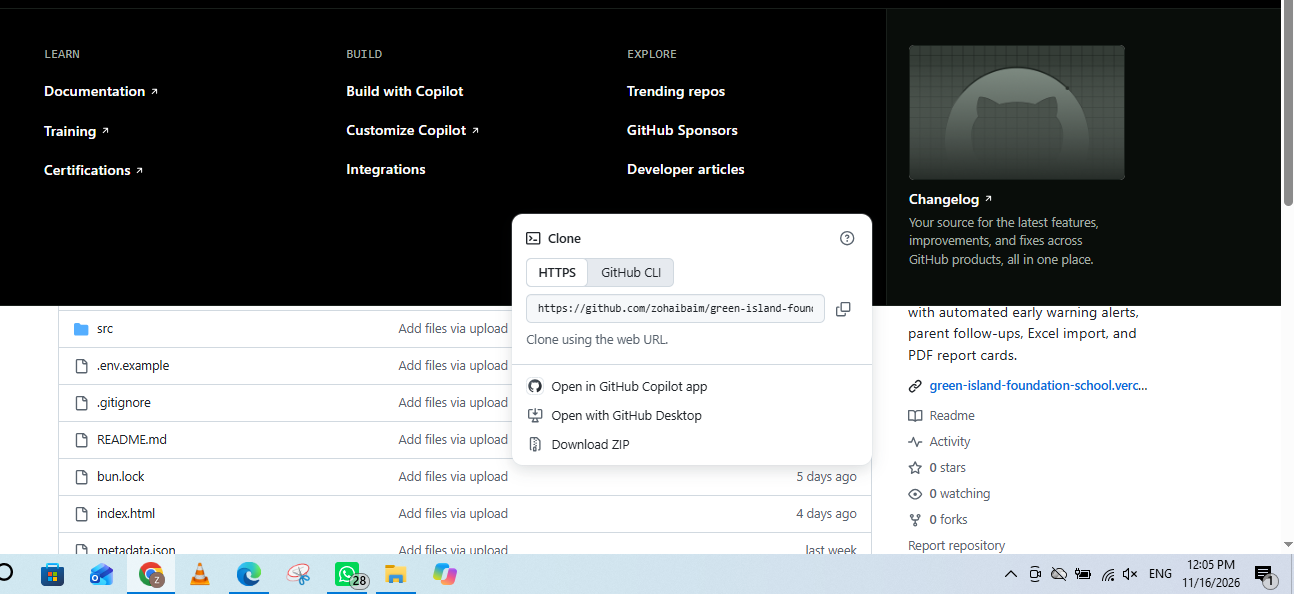 LEARN
Documentation
Training
Certifications
BUILD
Build with Copilot
Customize Copilot
Integrations
EXPLORE
Trending repos
GitHub Sponsors
Developer articles
Changelog
Your source for the latest features,
improvements, and fixes across
GitHub products, all in one place.
Clone
HTTPS
GitHub CLI
https://github.com/zohaibaim/green-island-foun
Clone using the web URL.
Open in GitHub Copilot app
Open with GitHub Desktop
Download ZIP
src Add files via upload
.env.example Add files via upload
.gitignore Add files via upload
README.md Add files via upload
bun.lock Add files via upload 5 days ago
index.html Add files via upload 4 days ago
metadata.json Add files via upload last week
with automated early warning alerts,
parent follow-ups, Excel import, and
PDF report cards.
green-island-foundation-school.verc...
Readme
Activity
0 stars
0 watching
0 forks
Report repository
Z
28
ENG
12:05 PM
11/16/2026
1